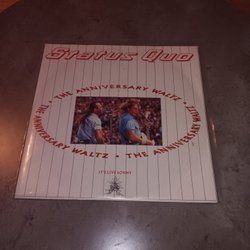 Status Quo
THE ANNIVERSARY WALTZ • THE ANNIVERSARY WALTZ • THE ANNIVERSARY WALTZ
IT'S LIVE SONNY